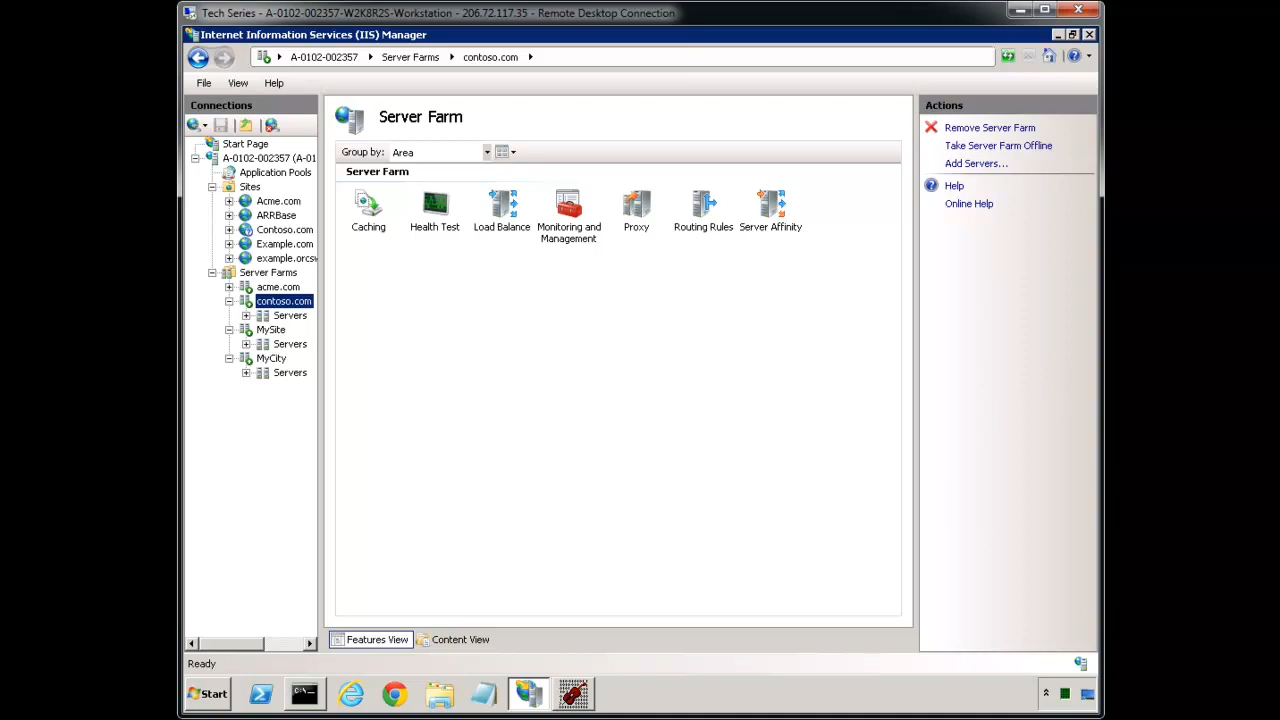 Tech Series - A-0102-002357-W2K8R2S-Workstation - 206.72.117.35 - Remote Desktop Connection
Internet Information Services (IIS) Manager
A-0102-002357 Server Farms contoso.com
File View Help
Connections
Start Page
A-0102-002357 (A-01
Application Pools
Sites
Acme.com
ARRBase
Contoso.com
Example.com
example.orcsw
Server Farms
acme.com
contoso.com
Servers
MySite
Servers
MyCity
Servers
Server Farm
Group by: Area
Server Farm
Caching
Health Test
Load Balance
Monitoring and
Management
Proxy
Routing Rules
Server Affinity
Features View
Content View
Actions
Remove Server Farm
Take Server Farm Offline
Add Servers...
Help
Online Help
Ready
Start